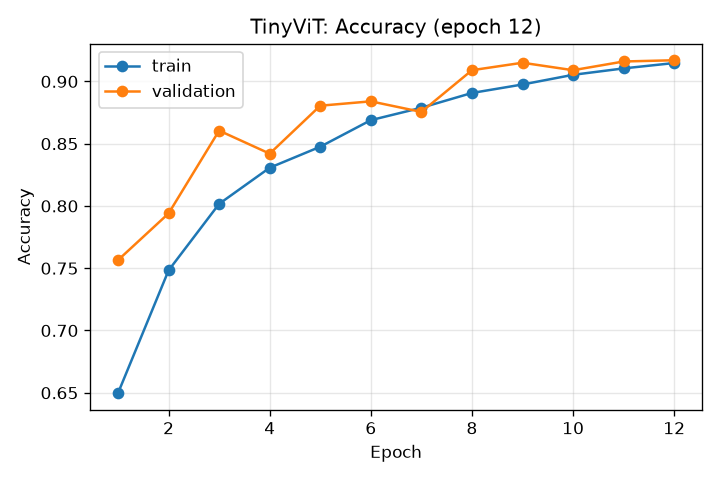 TinyViT: Accuracy (epoch 12)
train
validation
Accuracy
0.90
0.85
0.80
0.75
0.70
0.65
2 4 6 8 10 12
Epoch